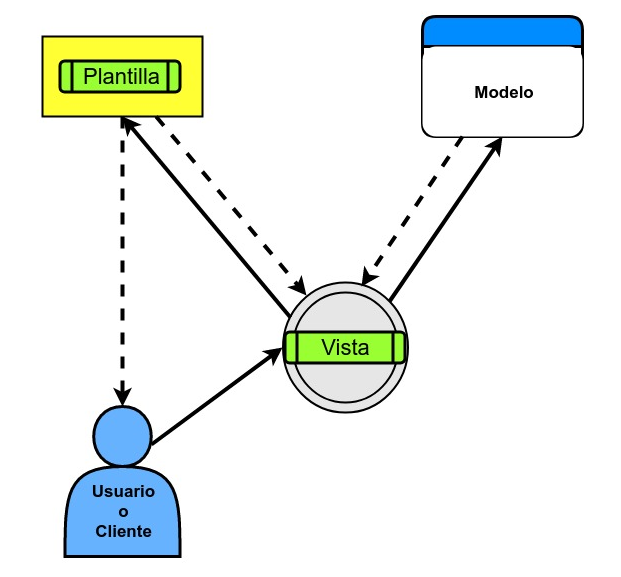 Plantilla
Modelo
Vista
Usuario
o
Cliente